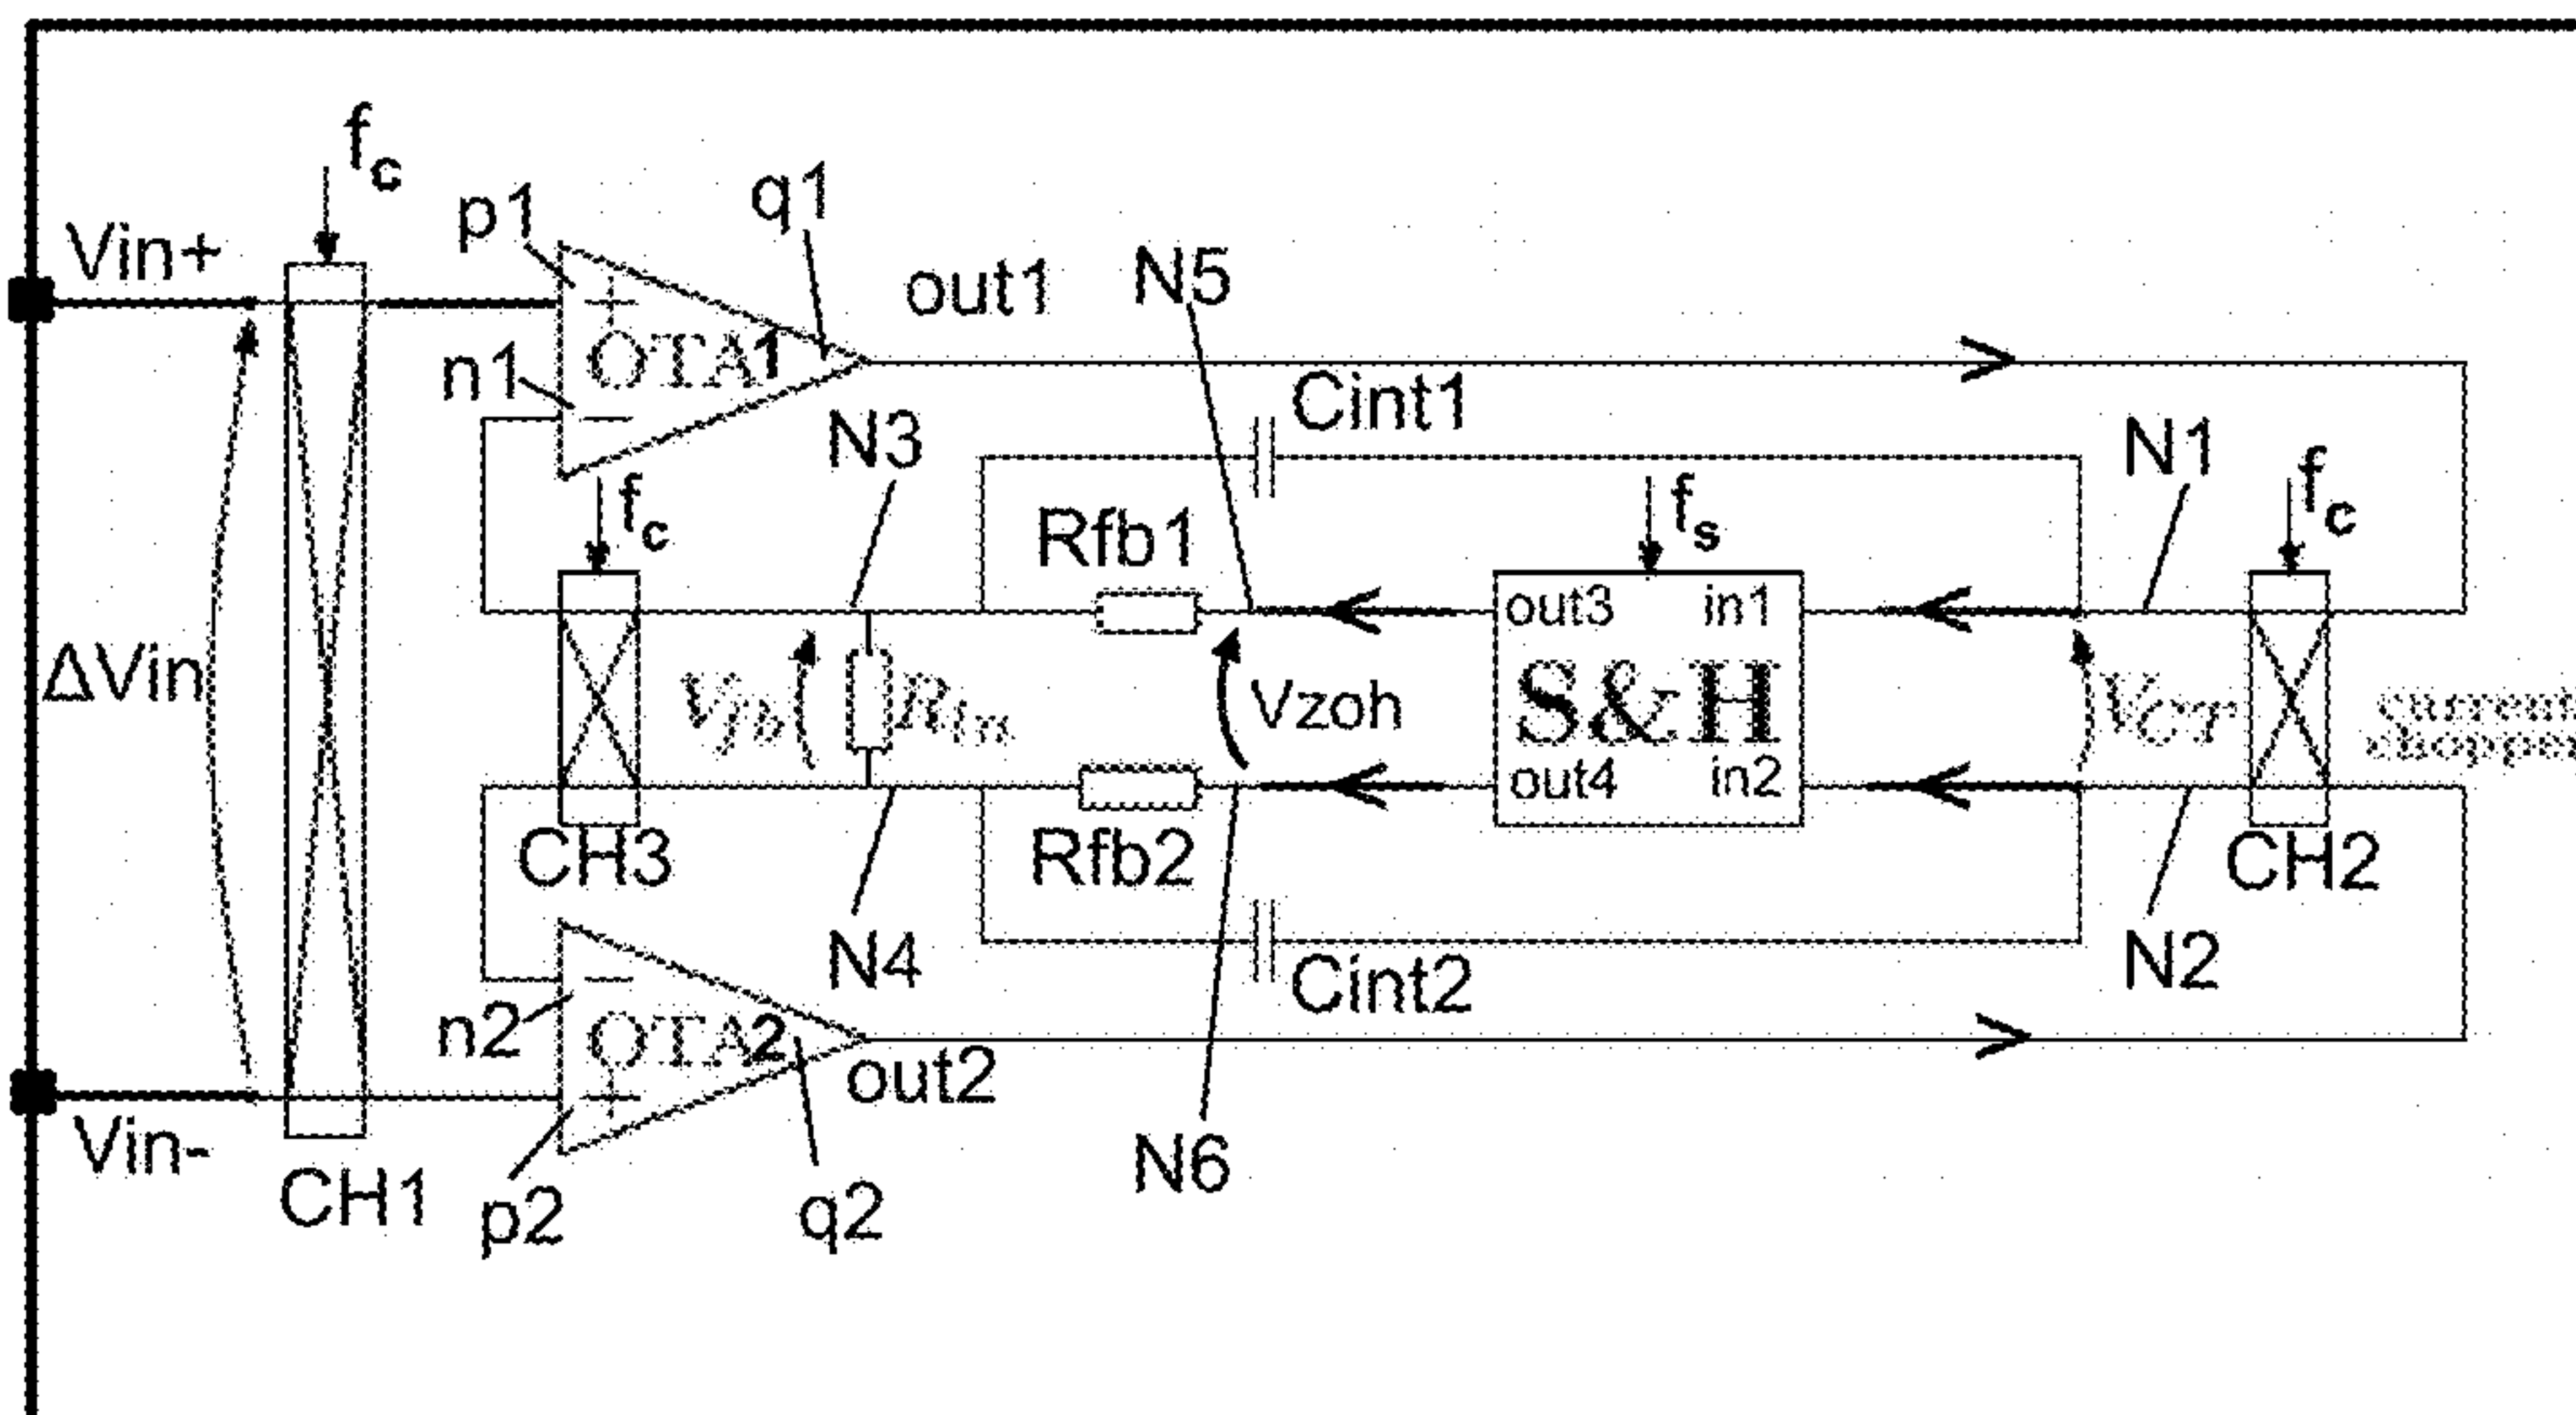 fc
Vin+
p1
q1
out1
N5
OTA1
n1
Cint1
N3
N1
fc
fc
Rfb1
fs
out3
in1
ΔVin
Vfb
Rin
Vzoh
S&H
VCT
current
chopper
out4
in2
CH3
Rfb2
CH2
N4
N2
Cint2
n2
OTA2
out2
Vin-
N6
CH1
p2
q2